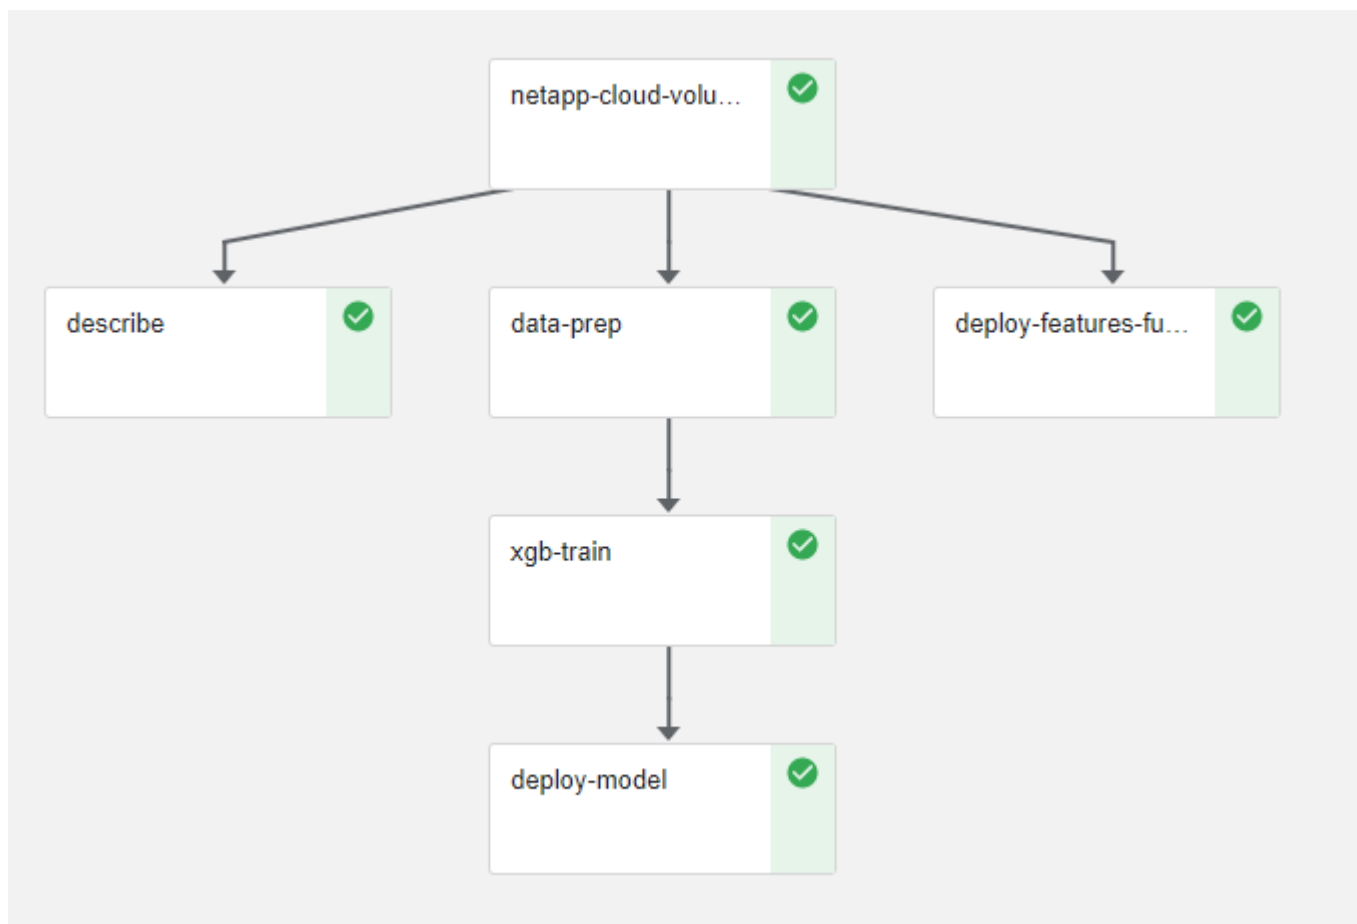 netapp-cloud-volu...
describe
data-prep
deploy-features-fu...
xgb-train
deploy-model